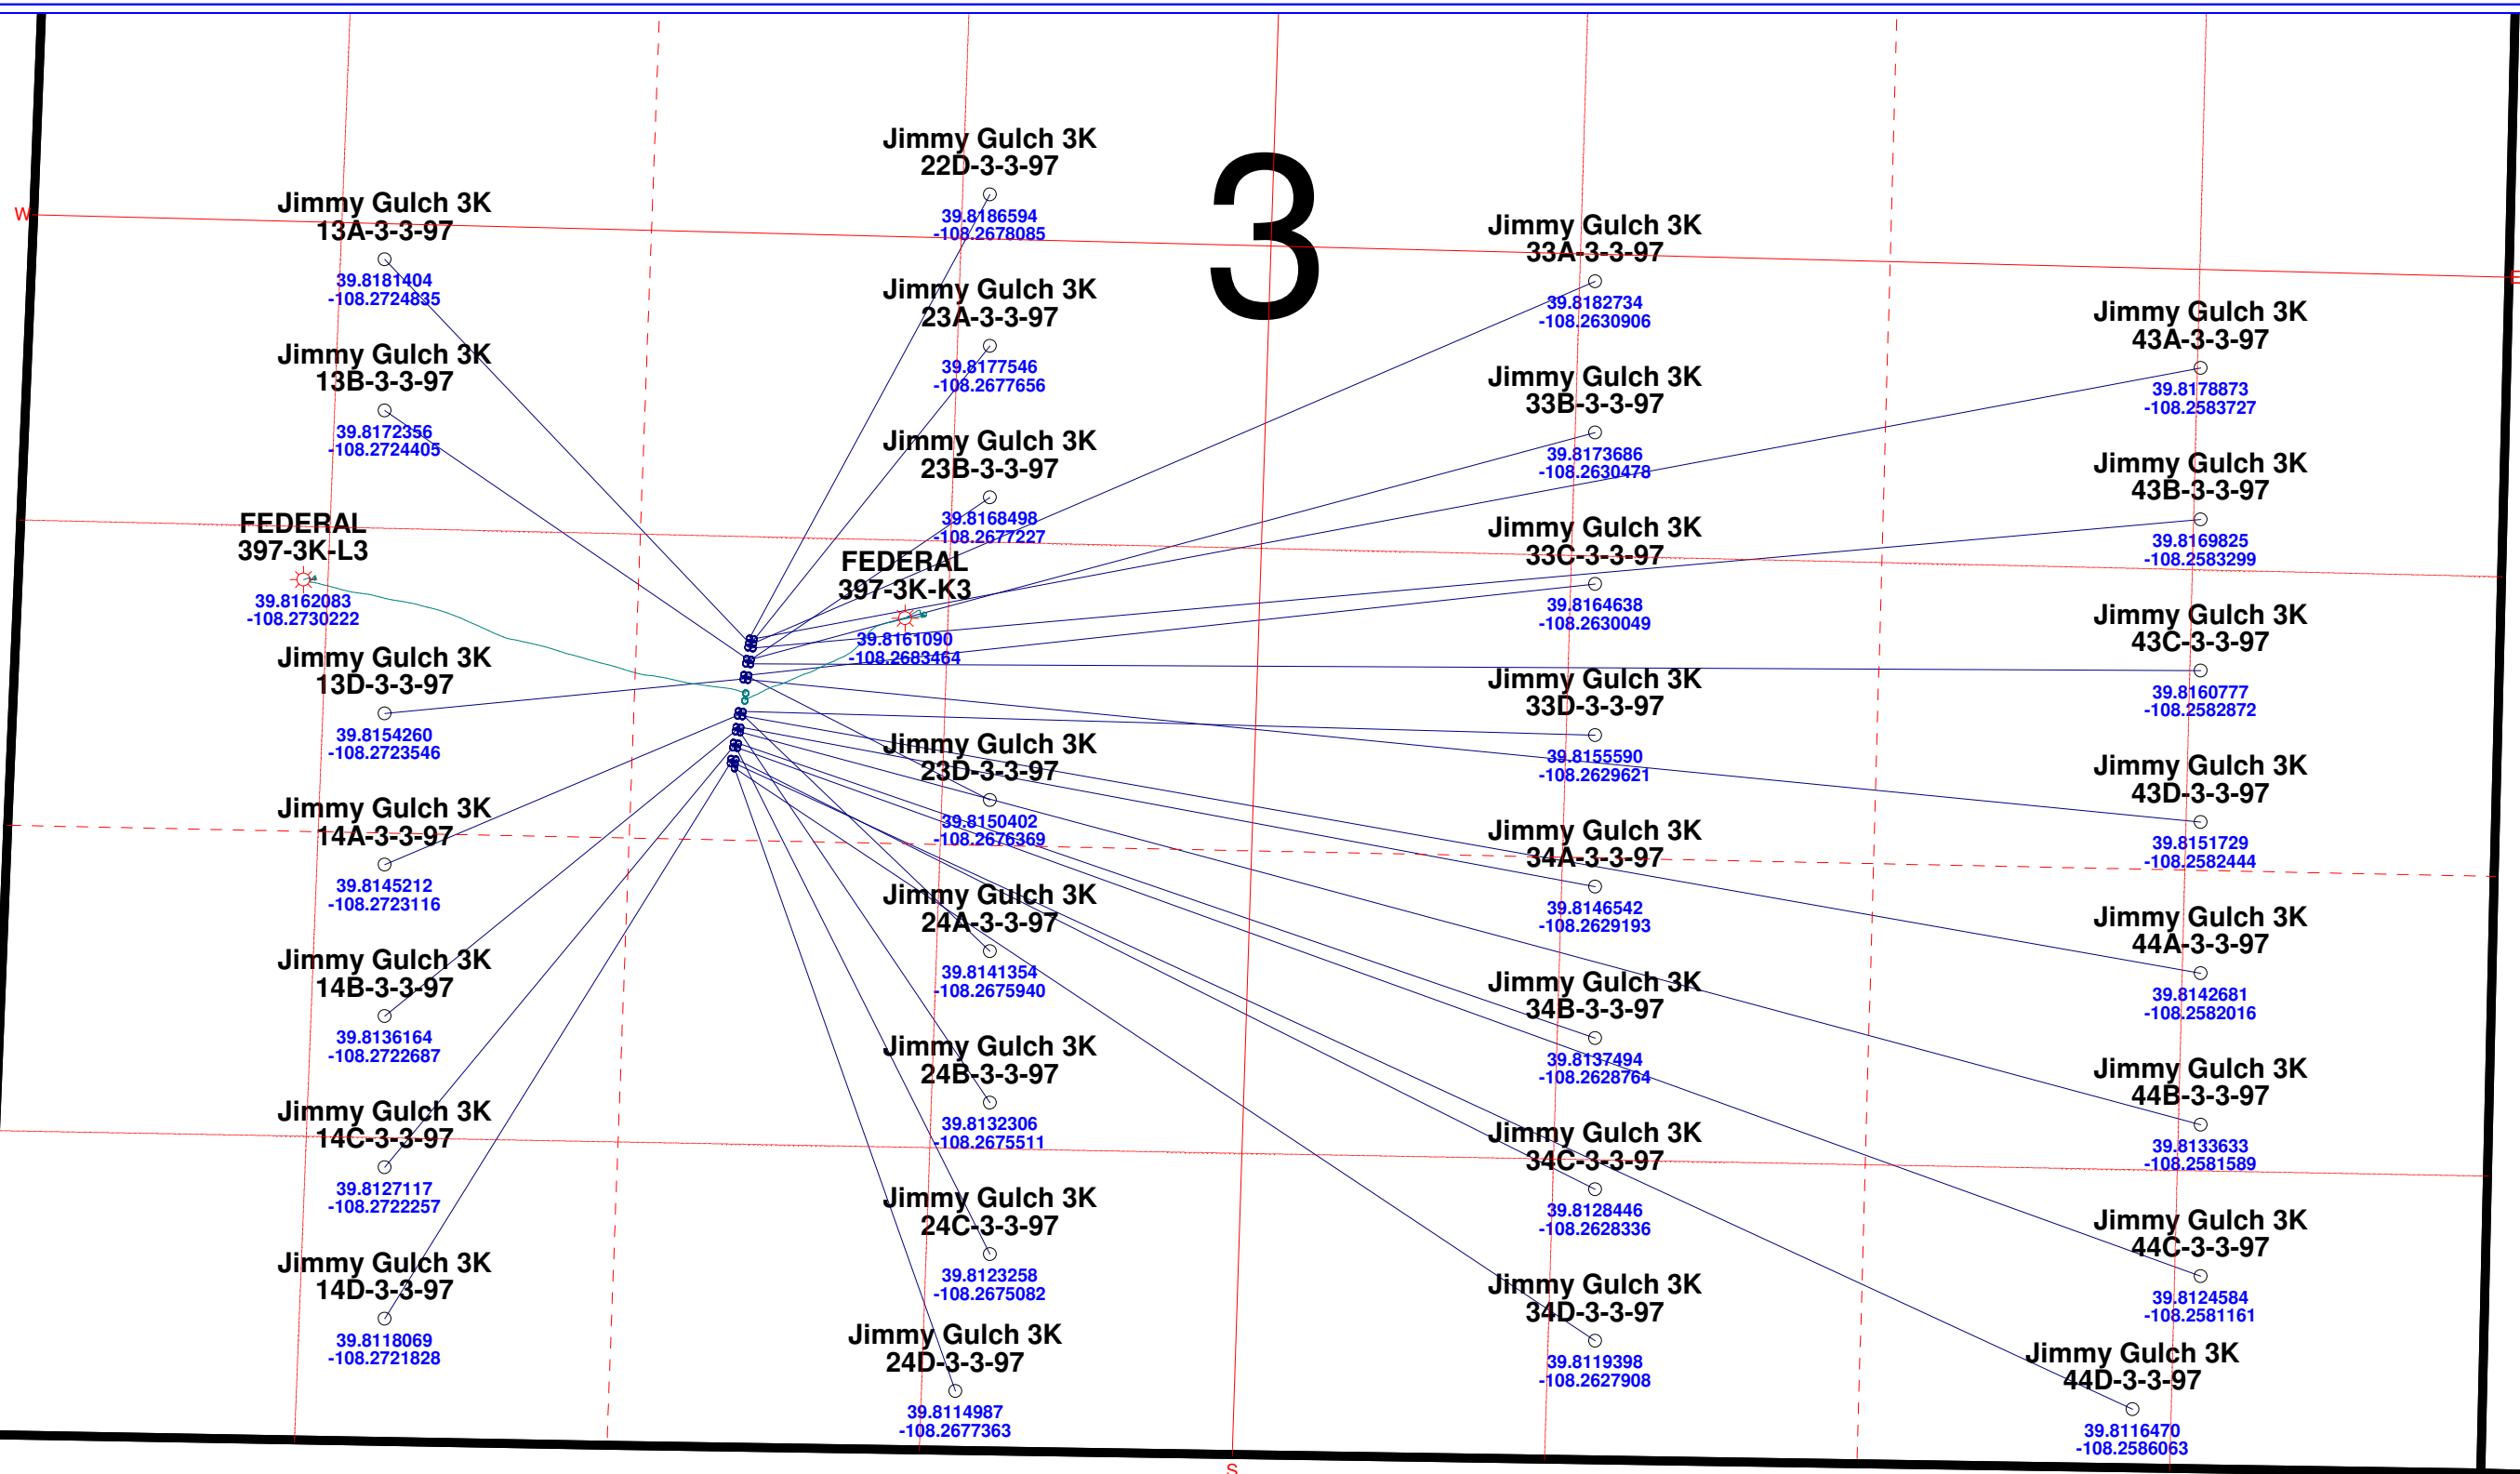 3
W
E
S
Jimmy Gulch 3K
13A-3-3-97
39.8181404
-108.2724835
Jimmy Gulch 3K
13B-3-3-97
39.8172356
-108.2724405
FEDERAL
397-3K-L3
39.8162083
-108.2730222
Jimmy Gulch 3K
13D-3-3-97
39.8154260
-108.2723546
Jimmy Gulch 3K
14A-3-3-97
39.8145212
-108.2723116
Jimmy Gulch 3K
14B-3-3-97
39.8136164
-108.2722687
Jimmy Gulch 3K
14C-3-3-97
39.8127117
-108.2722257
Jimmy Gulch 3K
14D-3-3-97
39.8118069
-108.2721828
Jimmy Gulch 3K
22D-3-3-97
39.8186594
-108.2678085
Jimmy Gulch 3K
23A-3-3-97
39.8177546
-108.2677656
Jimmy Gulch 3K
23B-3-3-97
39.8168498
-108.2677227
FEDERAL
397-3K-K3
39.8161090
-108.2683464
Jimmy Gulch 3K
23D-3-3-97
39.8150402
-108.2676369
Jimmy Gulch 3K
24A-3-3-97
39.8141354
-108.2675940
Jimmy Gulch 3K
24B-3-3-97
39.8132306
-108.2675511
Jimmy Gulch 3K
24C-3-3-97
39.8123258
-108.2675082
Jimmy Gulch 3K
24D-3-3-97
39.8114987
-108.2677363
Jimmy Gulch 3K
33A-3-3-97
39.8182734
-108.2630906
Jimmy Gulch 3K
33B-3-3-97
39.8173686
-108.2630478
Jimmy Gulch 3K
33C-3-3-97
39.8164638
-108.2630049
Jimmy Gulch 3K
33D-3-3-97
39.8155590
-108.2629621
Jimmy Gulch 3K
34A-3-3-97
39.8146542
-108.2629193
Jimmy Gulch 3K
34B-3-3-97
39.8137494
-108.2628764
Jimmy Gulch 3K
34C-3-3-97
39.8128446
-108.2628336
Jimmy Gulch 3K
34D-3-3-97
39.8119398
-108.2627908
Jimmy Gulch 3K
43A-3-3-97
39.8178873
-108.2583727
Jimmy Gulch 3K
43B-3-3-97
39.8169825
-108.2583299
Jimmy Gulch 3K
43C-3-3-97
39.8160777
-108.2582872
Jimmy Gulch 3K
43D-3-3-97
39.8151729
-108.2582444
Jimmy Gulch 3K
44A-3-3-97
39.8142681
-108.2582016
Jimmy Gulch 3K
44B-3-3-97
39.8133633
-108.2581589
Jimmy Gulch 3K
44C-3-3-97
39.8124584
-108.2581161
Jimmy Gulch 3K
44D-3-3-97
39.8116470
-108.2586063